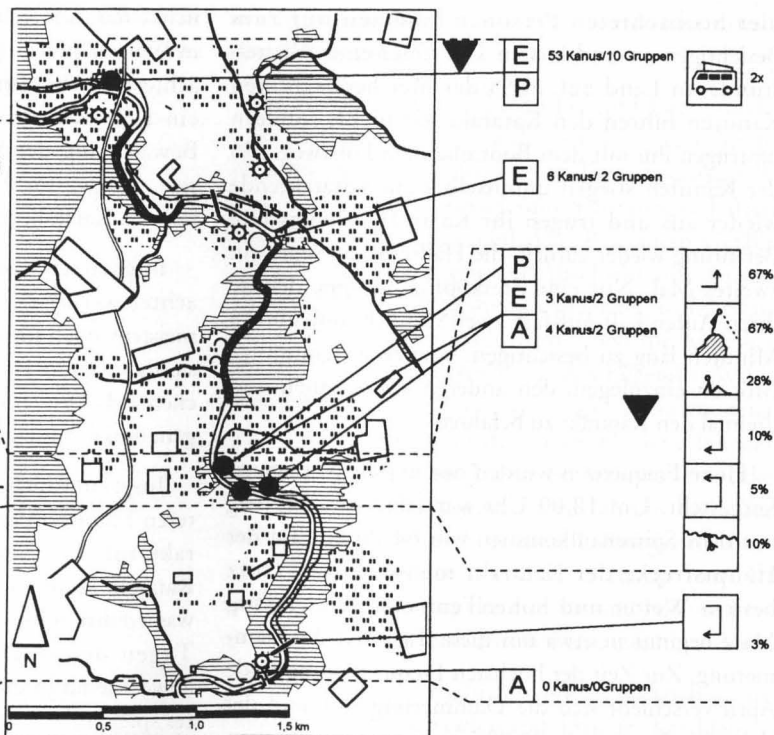 E 53 Kanus/10 Gruppen 2x
P
E 6 Kanus/ 2 Gruppen
P
E 3 Kanus/2 Gruppen
A 4 Kanus/2 Gruppen
67%
67%
28%
10%
5%
10%
3%
A 0 Kanus/0Gruppen
N
0 0,5 1,0 1,5 km